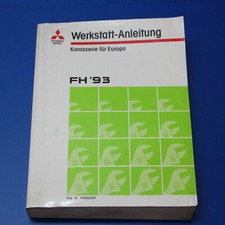 Werkstatt-Anleitung
Karosserie für Europa
FH '93